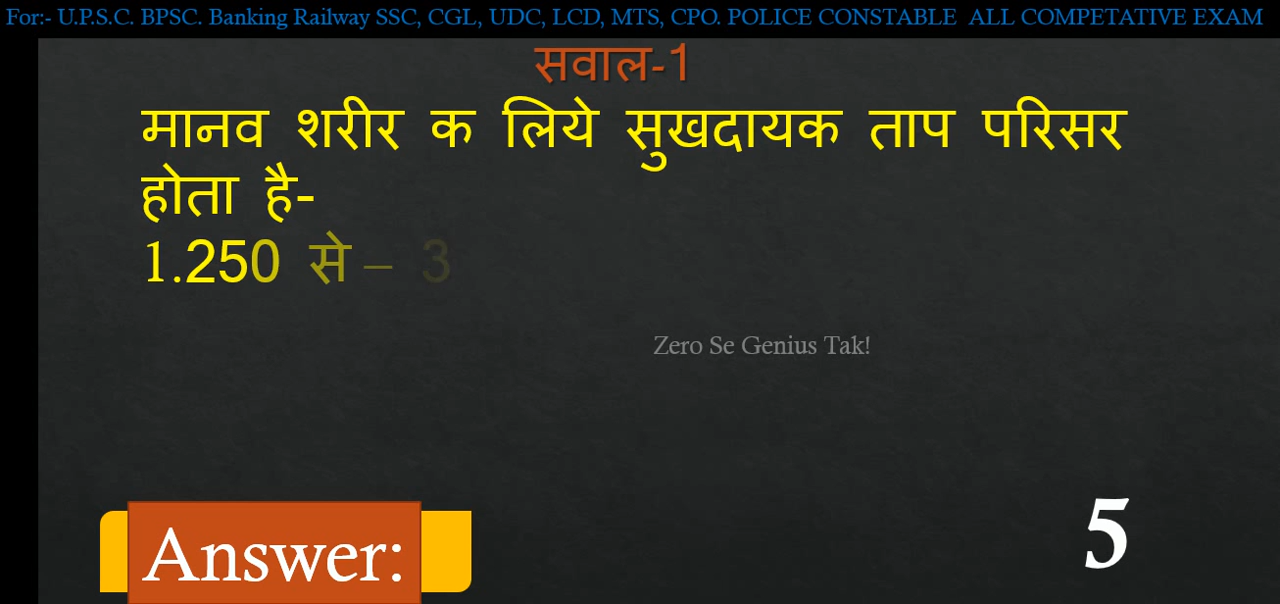 For:- U.P.S.C. BPSC. Banking Railway SSC, CGL, UDC, LCD, MTS, CPO. POLICE CONSTABLE ALL COMPETATIVE EXAM
सवाल-1
मानव शरीर क लिये सुखदायक ताप परिसर
होता है-
1.250 से – 3
Zero Se Genius Tak!
Answer:
5